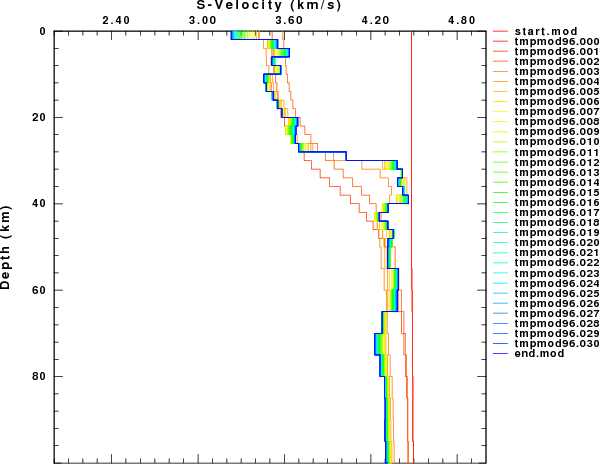 S-Velocity (km/s)
2.40 3.00 3.60 4.20 4.80
0
20
40
60
80
Depth (km)
start.mod
tmpmod96.000
tmpmod96.001
tmpmod96.002
tmpmod96.003
tmpmod96.004
tmpmod96.005
tmpmod96.006
tmpmod96.007
tmpmod96.008
tmpmod96.009
tmpmod96.010
tmpmod96.011
tmpmod96.012
tmpmod96.013
tmpmod96.014
tmpmod96.015
tmpmod96.016
tmpmod96.017
tmpmod96.018
tmpmod96.019
tmpmod96.020
tmpmod96.021
tmpmod96.022
tmpmod96.023
tmpmod96.024
tmpmod96.025
tmpmod96.026
tmpmod96.027
tmpmod96.028
tmpmod96.029
tmpmod96.030
end.mod